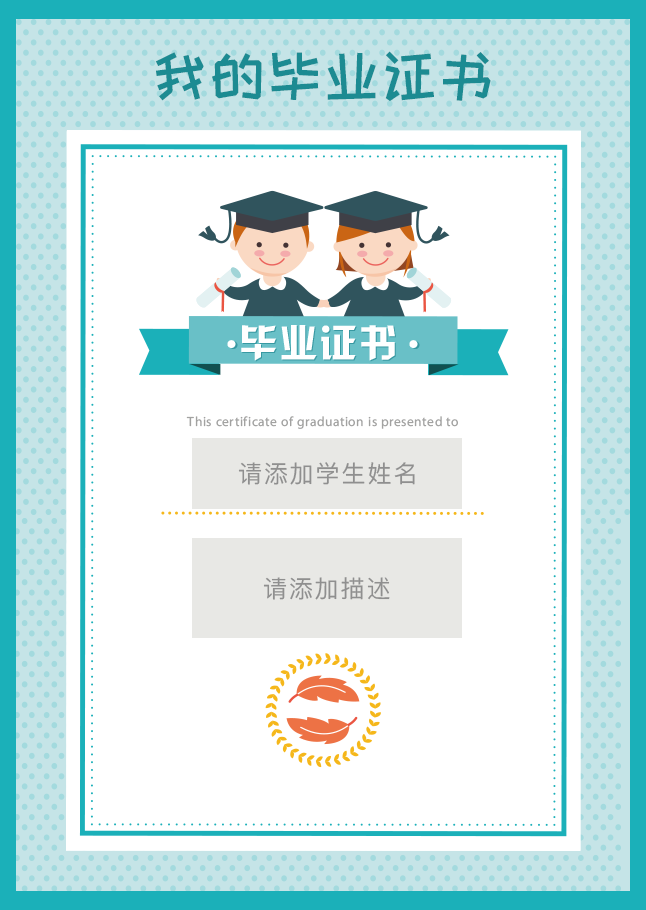 我的毕业证书
·毕业证书·
This certificate of graduation is presented to
请添加学生姓名
请添加描述